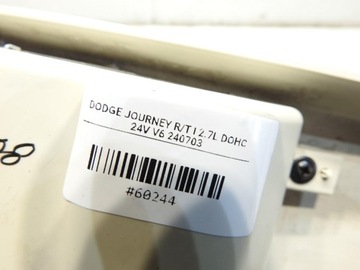 DODGE JOURNEY R/T I 2.7L DOHC
24V V6 240703
#60244